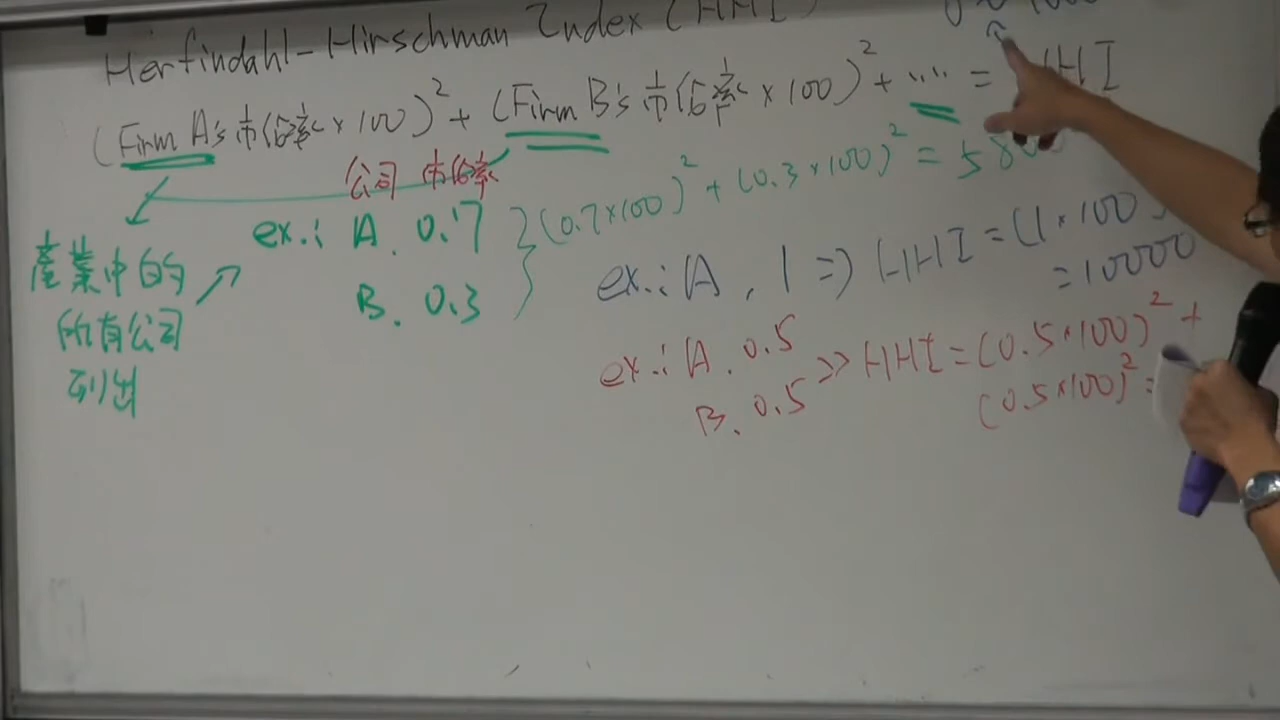 Herfindahl-Hirschman Index (HHI)
(Firm A's 市佔率 × 100)² + (Firm B's 市佔率 × 100)² + ..... = HHI
公司 市佔率
ex.: A. 0.7 } (0.7×100)² + (0.3×100)² = 580
B. 0.3
產業中的
所有公司
列出
ex.: A, 1 => HHI = (1×100)
= 10000
ex.: A. 0.5 >> HHI = (0.5×100)² +
B. 0.5 (0.5×100)² =